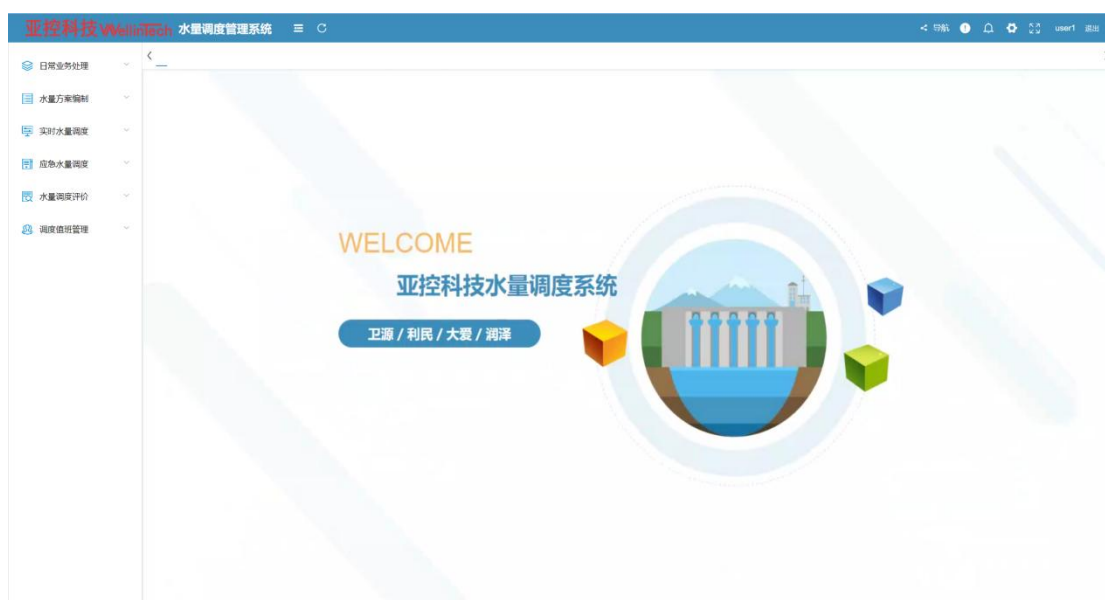 亚控科技WellinTech 水量调度管理系统 导航 user1 退出
日常业务处理
水量方案编制
实时水量调度
应急水量调度
水量调度评价
调度值班管理
WELCOME
亚控科技水量调度系统
卫源 / 利民 / 大爱 / 润泽